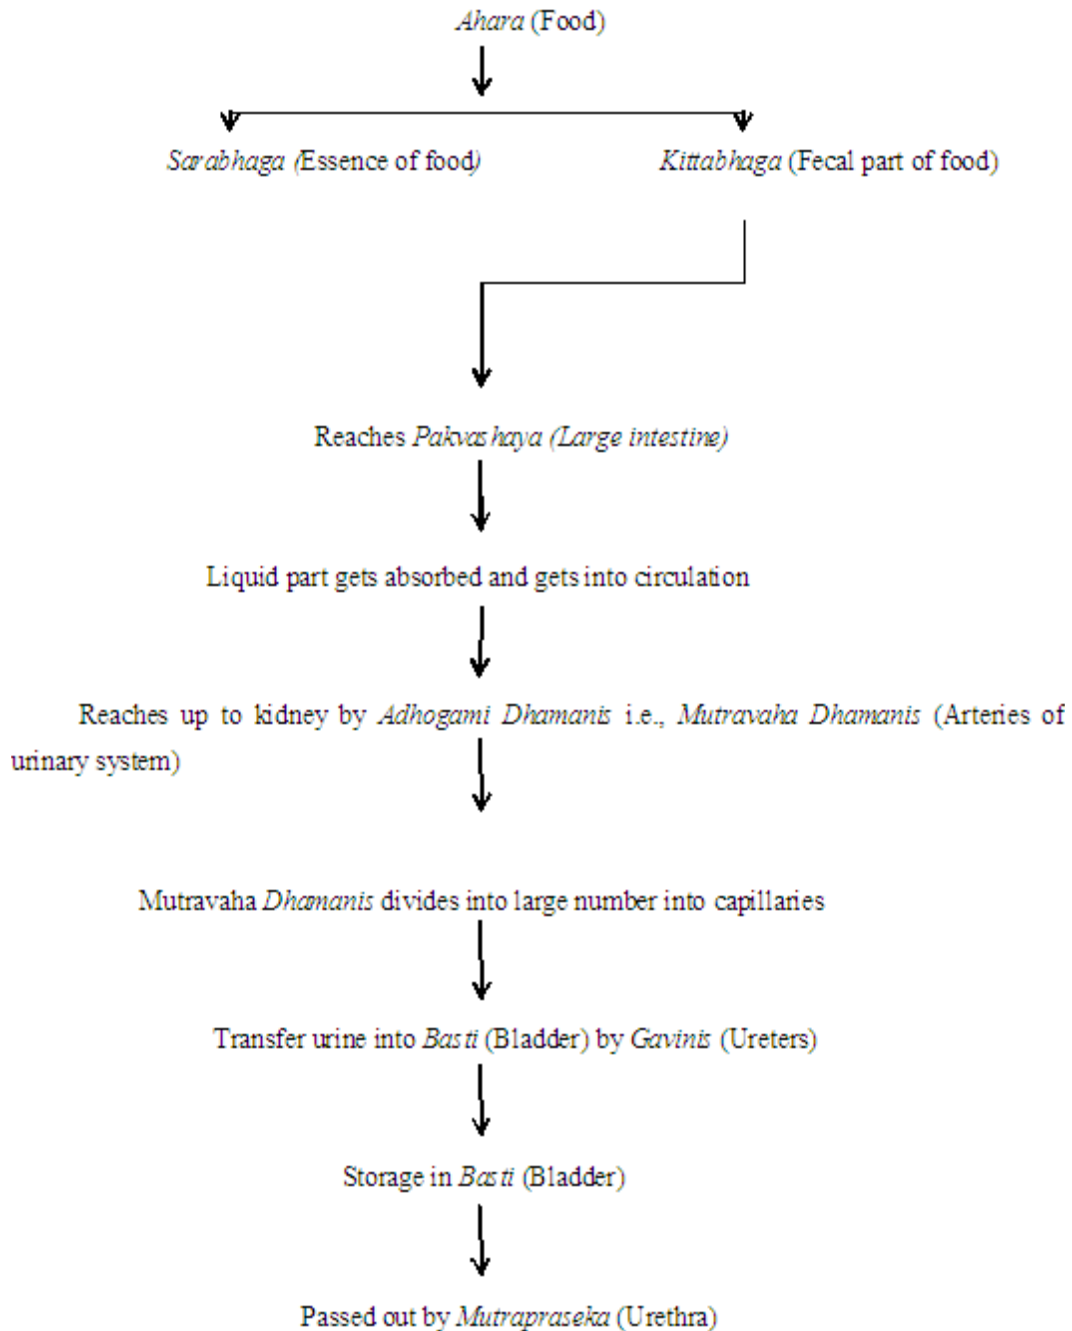 Ahara (Food)
Sarabhaga (Essence of food)
Kittabhaga (Fecal part of food)
Reaches Pakvashaya (Large intestine)
Liquid part gets absorbed and gets into circulation
Reaches up to kidney by Adhogami Dhamanis i.e., Mutravaha Dhamanis (Arteries of
urinary system)
Mutravaha Dhamanis divides into large number into capillaries
Transfer urine into Basti (Bladder) by Gavinis (Ureters)
Storage in Basti (Bladder)
Passed out by Mutrapraseka (Urethra)